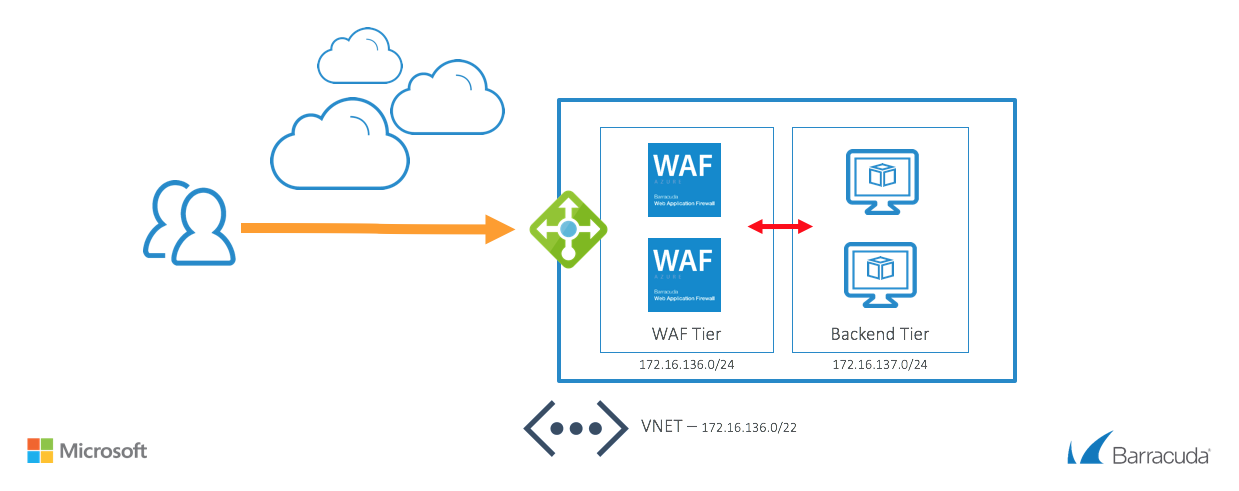 WAF
AZURE
Barracuda
Web Application Firewall
WAF
AZURE
Barracuda
Web Application Firewall
WAF Tier
Backend Tier
172.16.136.0/24
172.16.137.0/24
VNET – 172.16.136.0/22
Microsoft
Barracuda